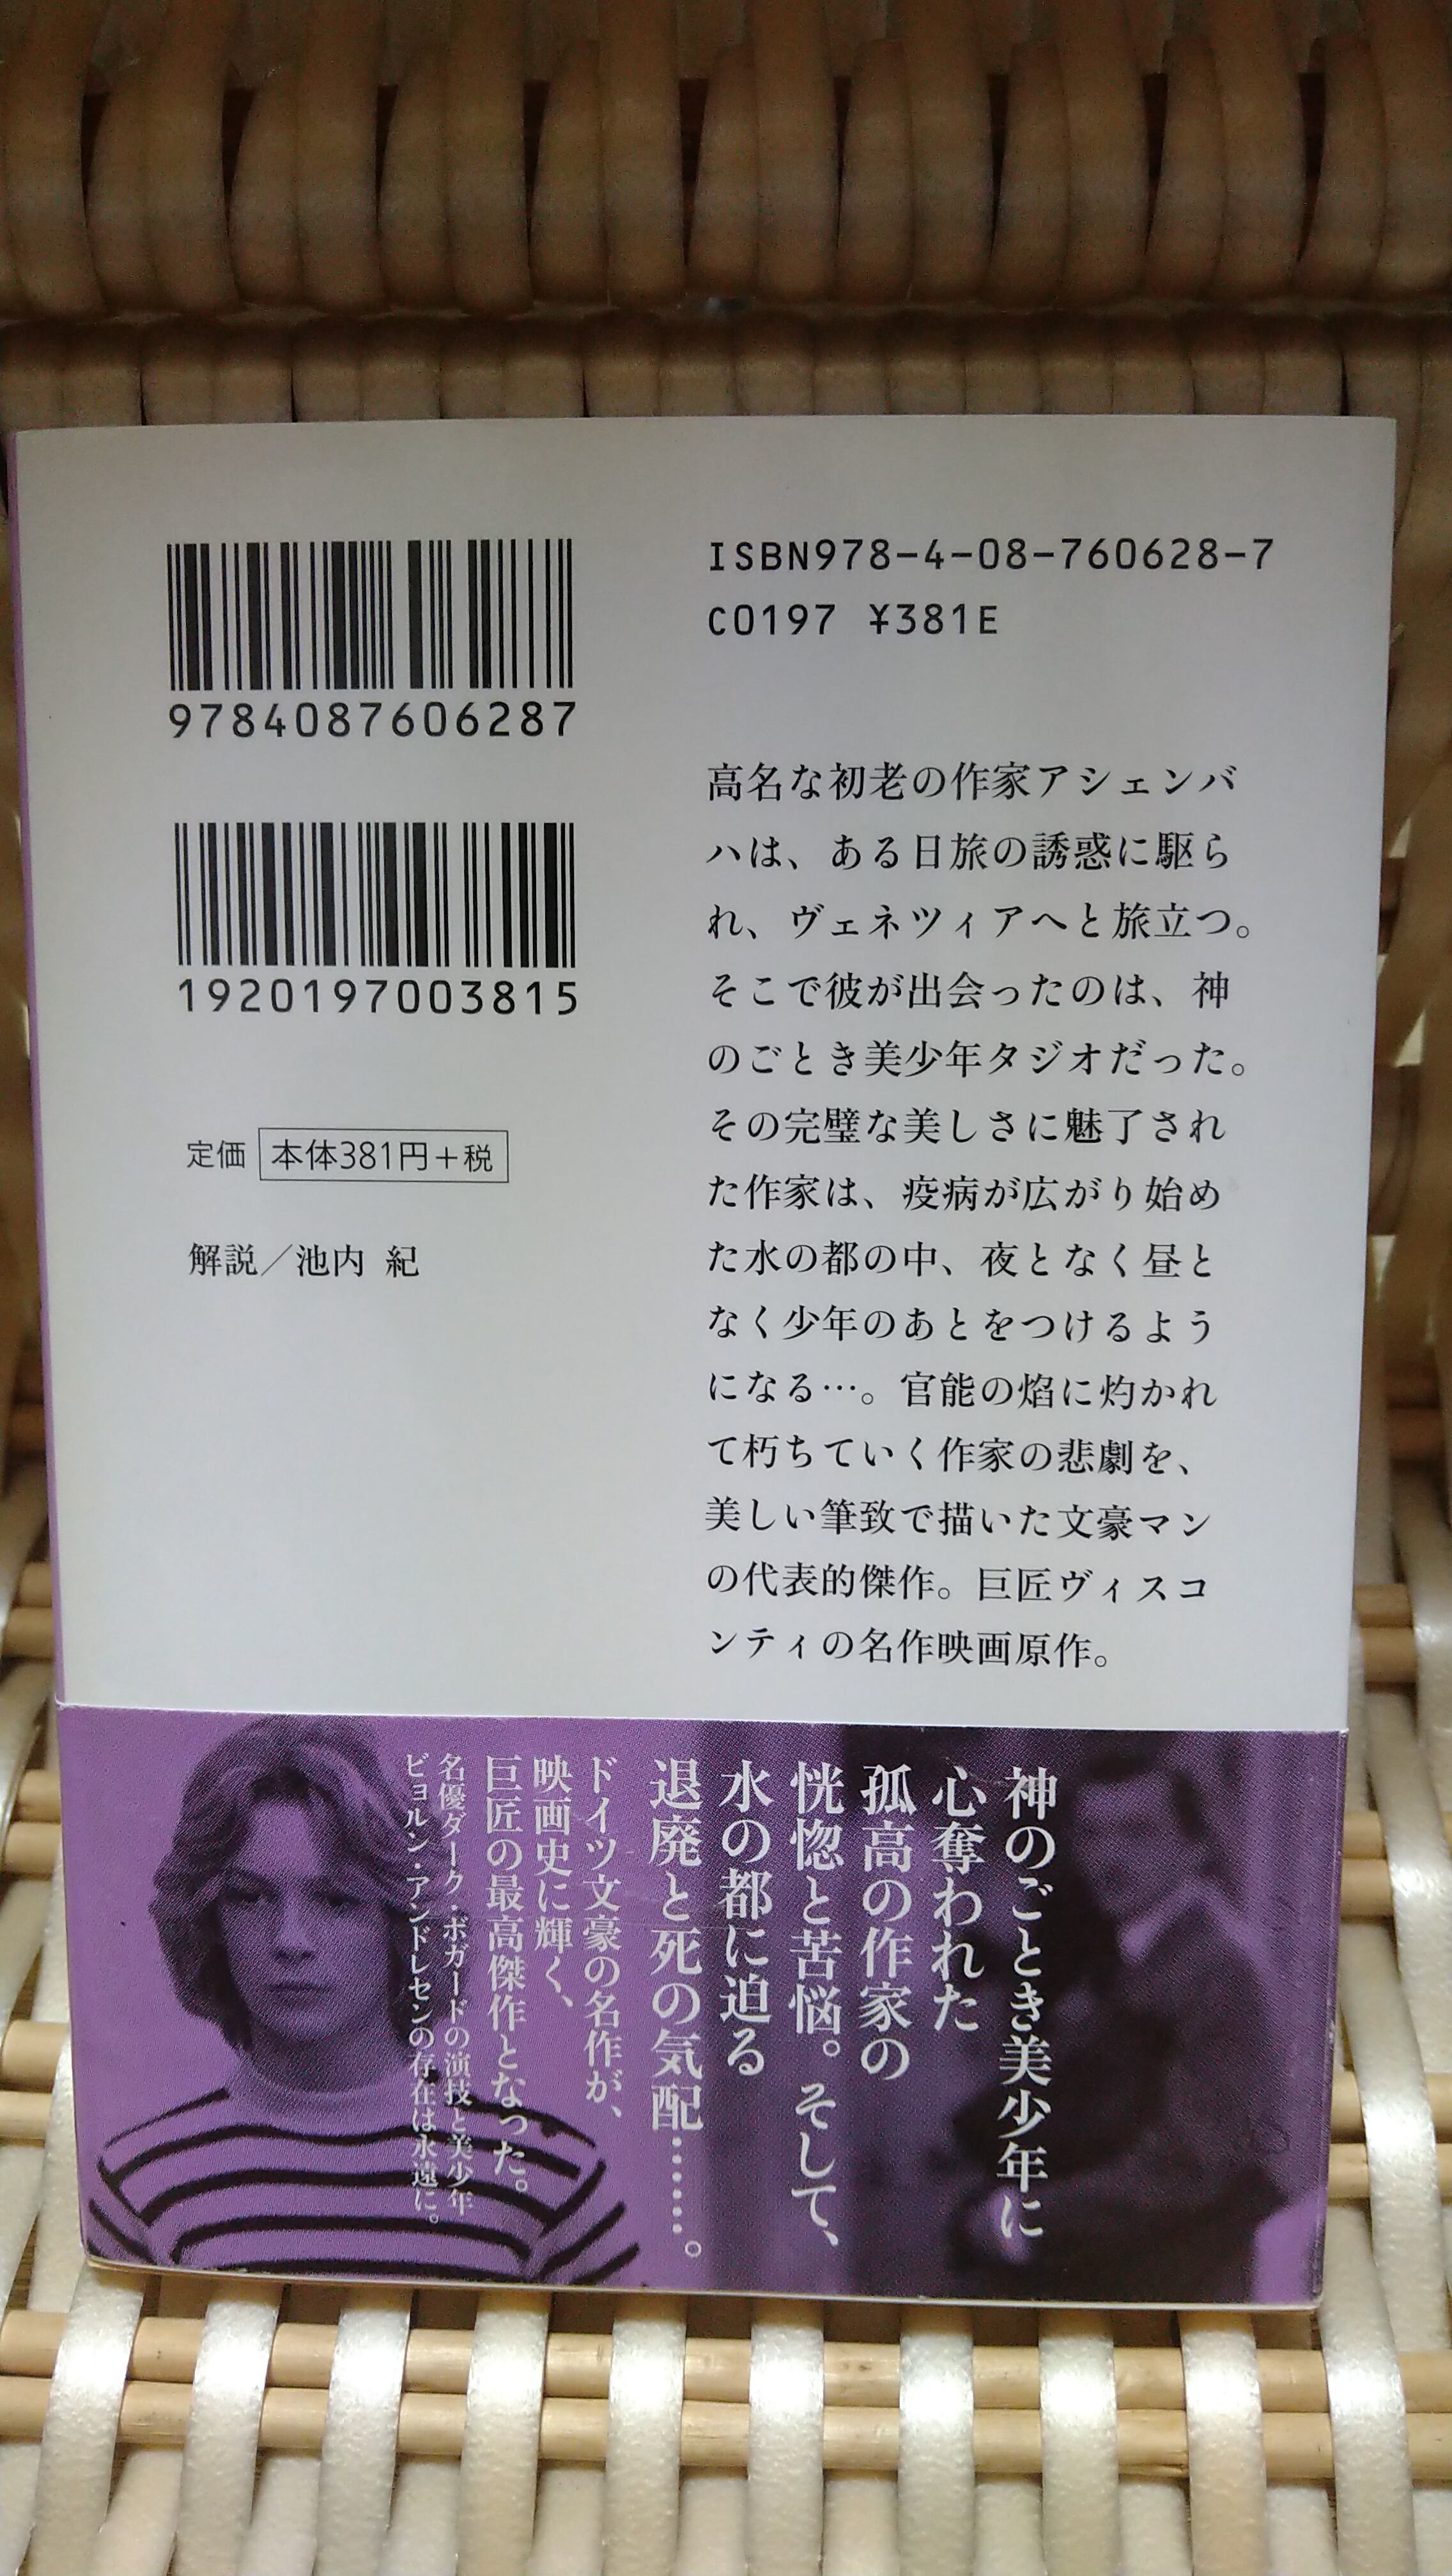 9784087606287
1920197003815
定価 本体381円+税
解説/池内 紀
ISBN978-4-08-760628-7
C0197 ¥381E
高名な初老の作家アシェンバ
ハは、ある日旅の誘惑に駆ら
れ、ヴェネツィアへと旅立つ。
そこで彼が出会ったのは、神
のごとき美少年タジオだった。
その完璧な美しさに魅了され
た作家は、疫病が広がり始め
た水の都の中、夜となく昼と
なく少年のあとをつけるよう
になる…。官能の焔に灼かれ
て朽ちていく作家の悲劇を、
美しい筆致で描いた文豪マン
の代表的傑作。巨匠ヴィスコ
ンティの名作映画原作。
神のごとき美少年に
心奪われた
孤高の作家の
恍惚と苦悩。そして、
水の都に迫る
退廃と死の気配……。
ドイツ文豪の名作が、
映画史に輝く、
巨匠の最高傑作となった。
名優ダーク・ボガードの演技と美少年
ビョルン・アンドレセンの存在は永遠に。